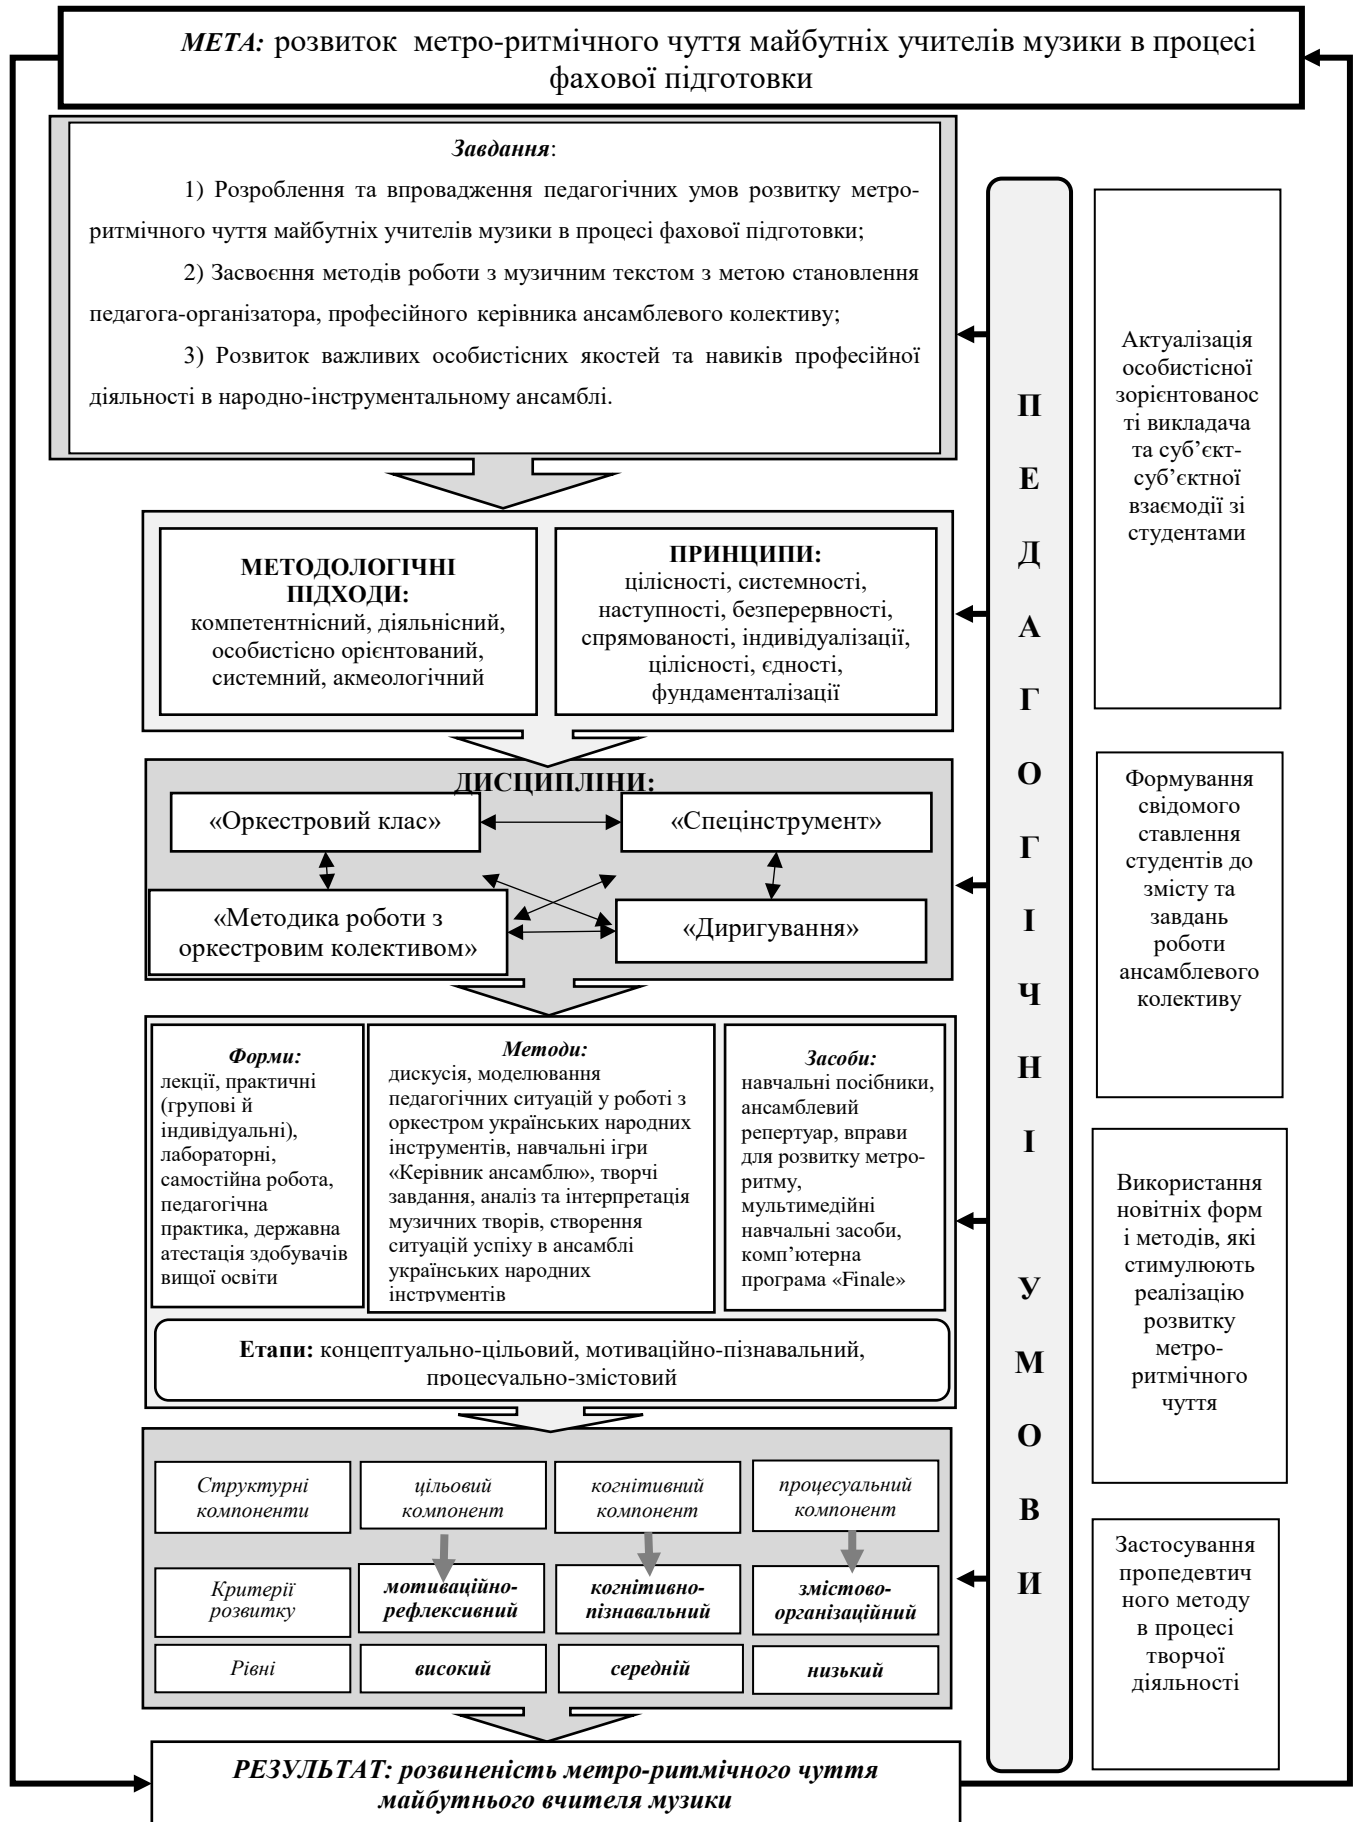 МЕТА: розвиток метро-ритмічного чуття майбутніх учителів музики в процесі
фахової підготовки
Завдання:
1) Розроблення та впровадження педагогічних умов розвитку метро-
ритмічного чуття майбутніх учителів музики в процесі фахової підготовки;
2) Засвоєння методів роботи з музичним текстом з метою становлення
педагога-організатора, професійного керівника ансамблевого колективу;
3) Розвиток важливих особистісних якостей та навиків професійної
діяльності в народно-інструментальному ансамблі.
МЕТОДОЛОГІЧНІ
ПІДХОДИ:
компетентнісний, діяльнісний,
особистісно орієнтований,
системний, акмеологічний
ПРИНЦИПИ:
цілісності, системності,
наступності, безперервності,
спрямованості, індивідуалізації,
цілісності, єдності,
фундаменталізації
ДИСЦИПЛІНИ:
«Оркестровий клас»
«Спецінструмент»
«Методика роботи з
оркестровим колективом»
«Диригування»
Форми:
лекції, практичні
(групові й
індивідуальні),
лабораторні,
самостійна робота,
педагогічна
практика, державна
атестація здобувачів
вищої освіти
Методи:
дискусія, моделювання
педагогічних ситуацій у роботі з
оркестром українських народних
інструментів, навчальні ігри
«Керівник ансамблю», творчі
завдання, аналіз та інтерпретація
музичних творів, створення
ситуацій успіху в ансамблі
українських народних
інструментів
Засоби:
навчальні посібники,
ансамблевий
репертуар, вправи
для розвитку метро-
ритму,
мультимедійні
навчальні засоби,
комп’ютерна
програма «Finale»
Етапи: концептуально-цільовий, мотиваційно-пізнавальний,
процесуально-змістовий
Структурні
компоненти
цільовий
компонент
когнітивний
компонент
процесуальний
компонент
Критерії
розвитку
мотиваційно-
рефлексивний
когнітивно-
пізнавальний
змістово-
організаційний
Рівні
високий
середній
низький
РЕЗУЛЬТАТ: розвиненість метро-ритмічного чуття
майбутнього вчителя музики
П
Е
Д
А
Г
О
Г
І
Ч
Н
І
У
М
О
В
И
Актуалізація
особистісної
зорієнтованос
ті викладача
та суб’єкт-
суб’єктної
взаємодії зі
студентами
Формування
свідомого
ставлення
студентів до
змісту та
завдань
роботи
ансамблевого
колективу
Використання
новітніх форм
і методів, які
стимулюють
реалізацію
розвитку
метро-
ритмічного
чуття
Застосування
пропедевтич
ного методу
в процесі
творчої
діяльності